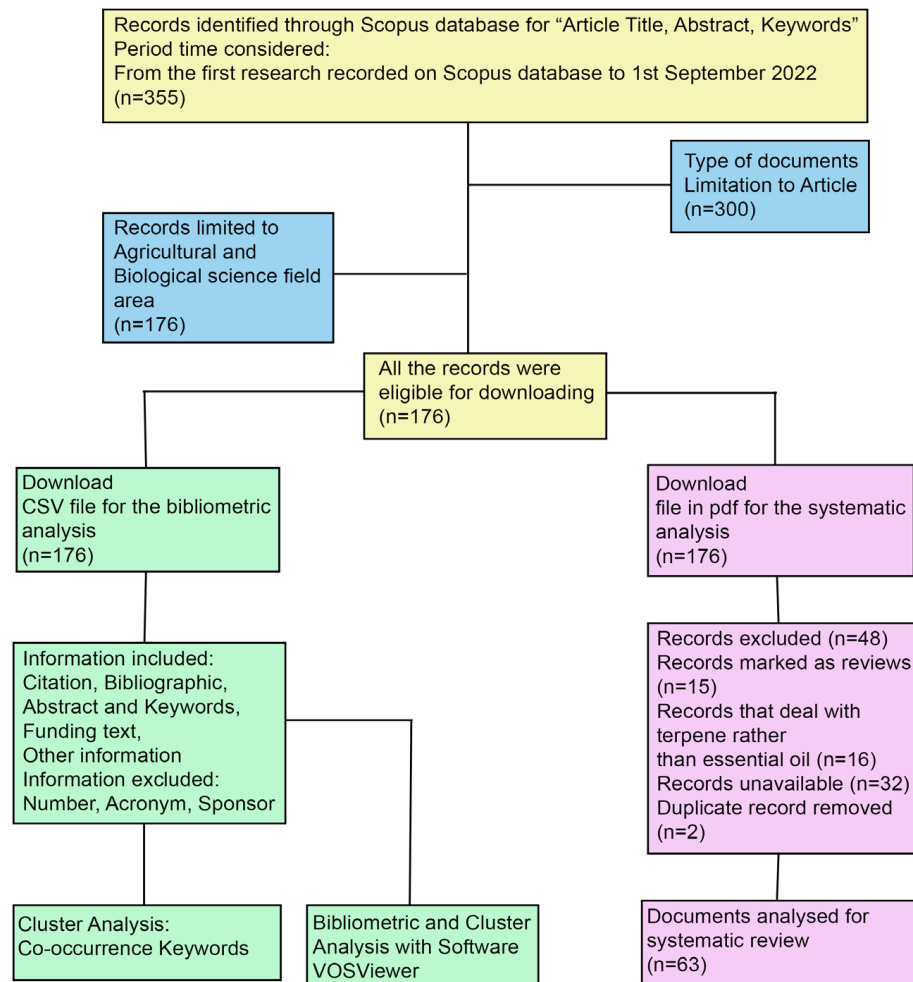 Records identified through Scopus database for “Article Title, Abstract, Keywords”
Period time considered:
From the first research recorded on Scopus database to 1st September 2022
(n=355)
Type of documents
Limitation to Article
(n=300)
Records limited to
Agricultural and
Biological science field
area
(n=176)
All the records were
eligible for downloading
(n=176)
Download
CSV file for the bibliometric
analysis
(n=176)
Download
file in pdf for the systematic
analysis
(n=176)
Information included:
Citation, Bibliographic,
Abstract and Keywords,
Funding text,
Other information
Information excluded:
Number, Acronym, Sponsor
Records excluded (n=48)
Records marked as reviews
(n=15)
Records that deal with
terpene rather
than essential oil (n=16)
Records unavailable (n=32)
Duplicate record removed
(n=2)
Cluster Analysis:
Co-occurrence Keywords
Bibliometric and Cluster
Analysis with Software
VOSViewer
Documents analysed for
systematic review
(n=63)